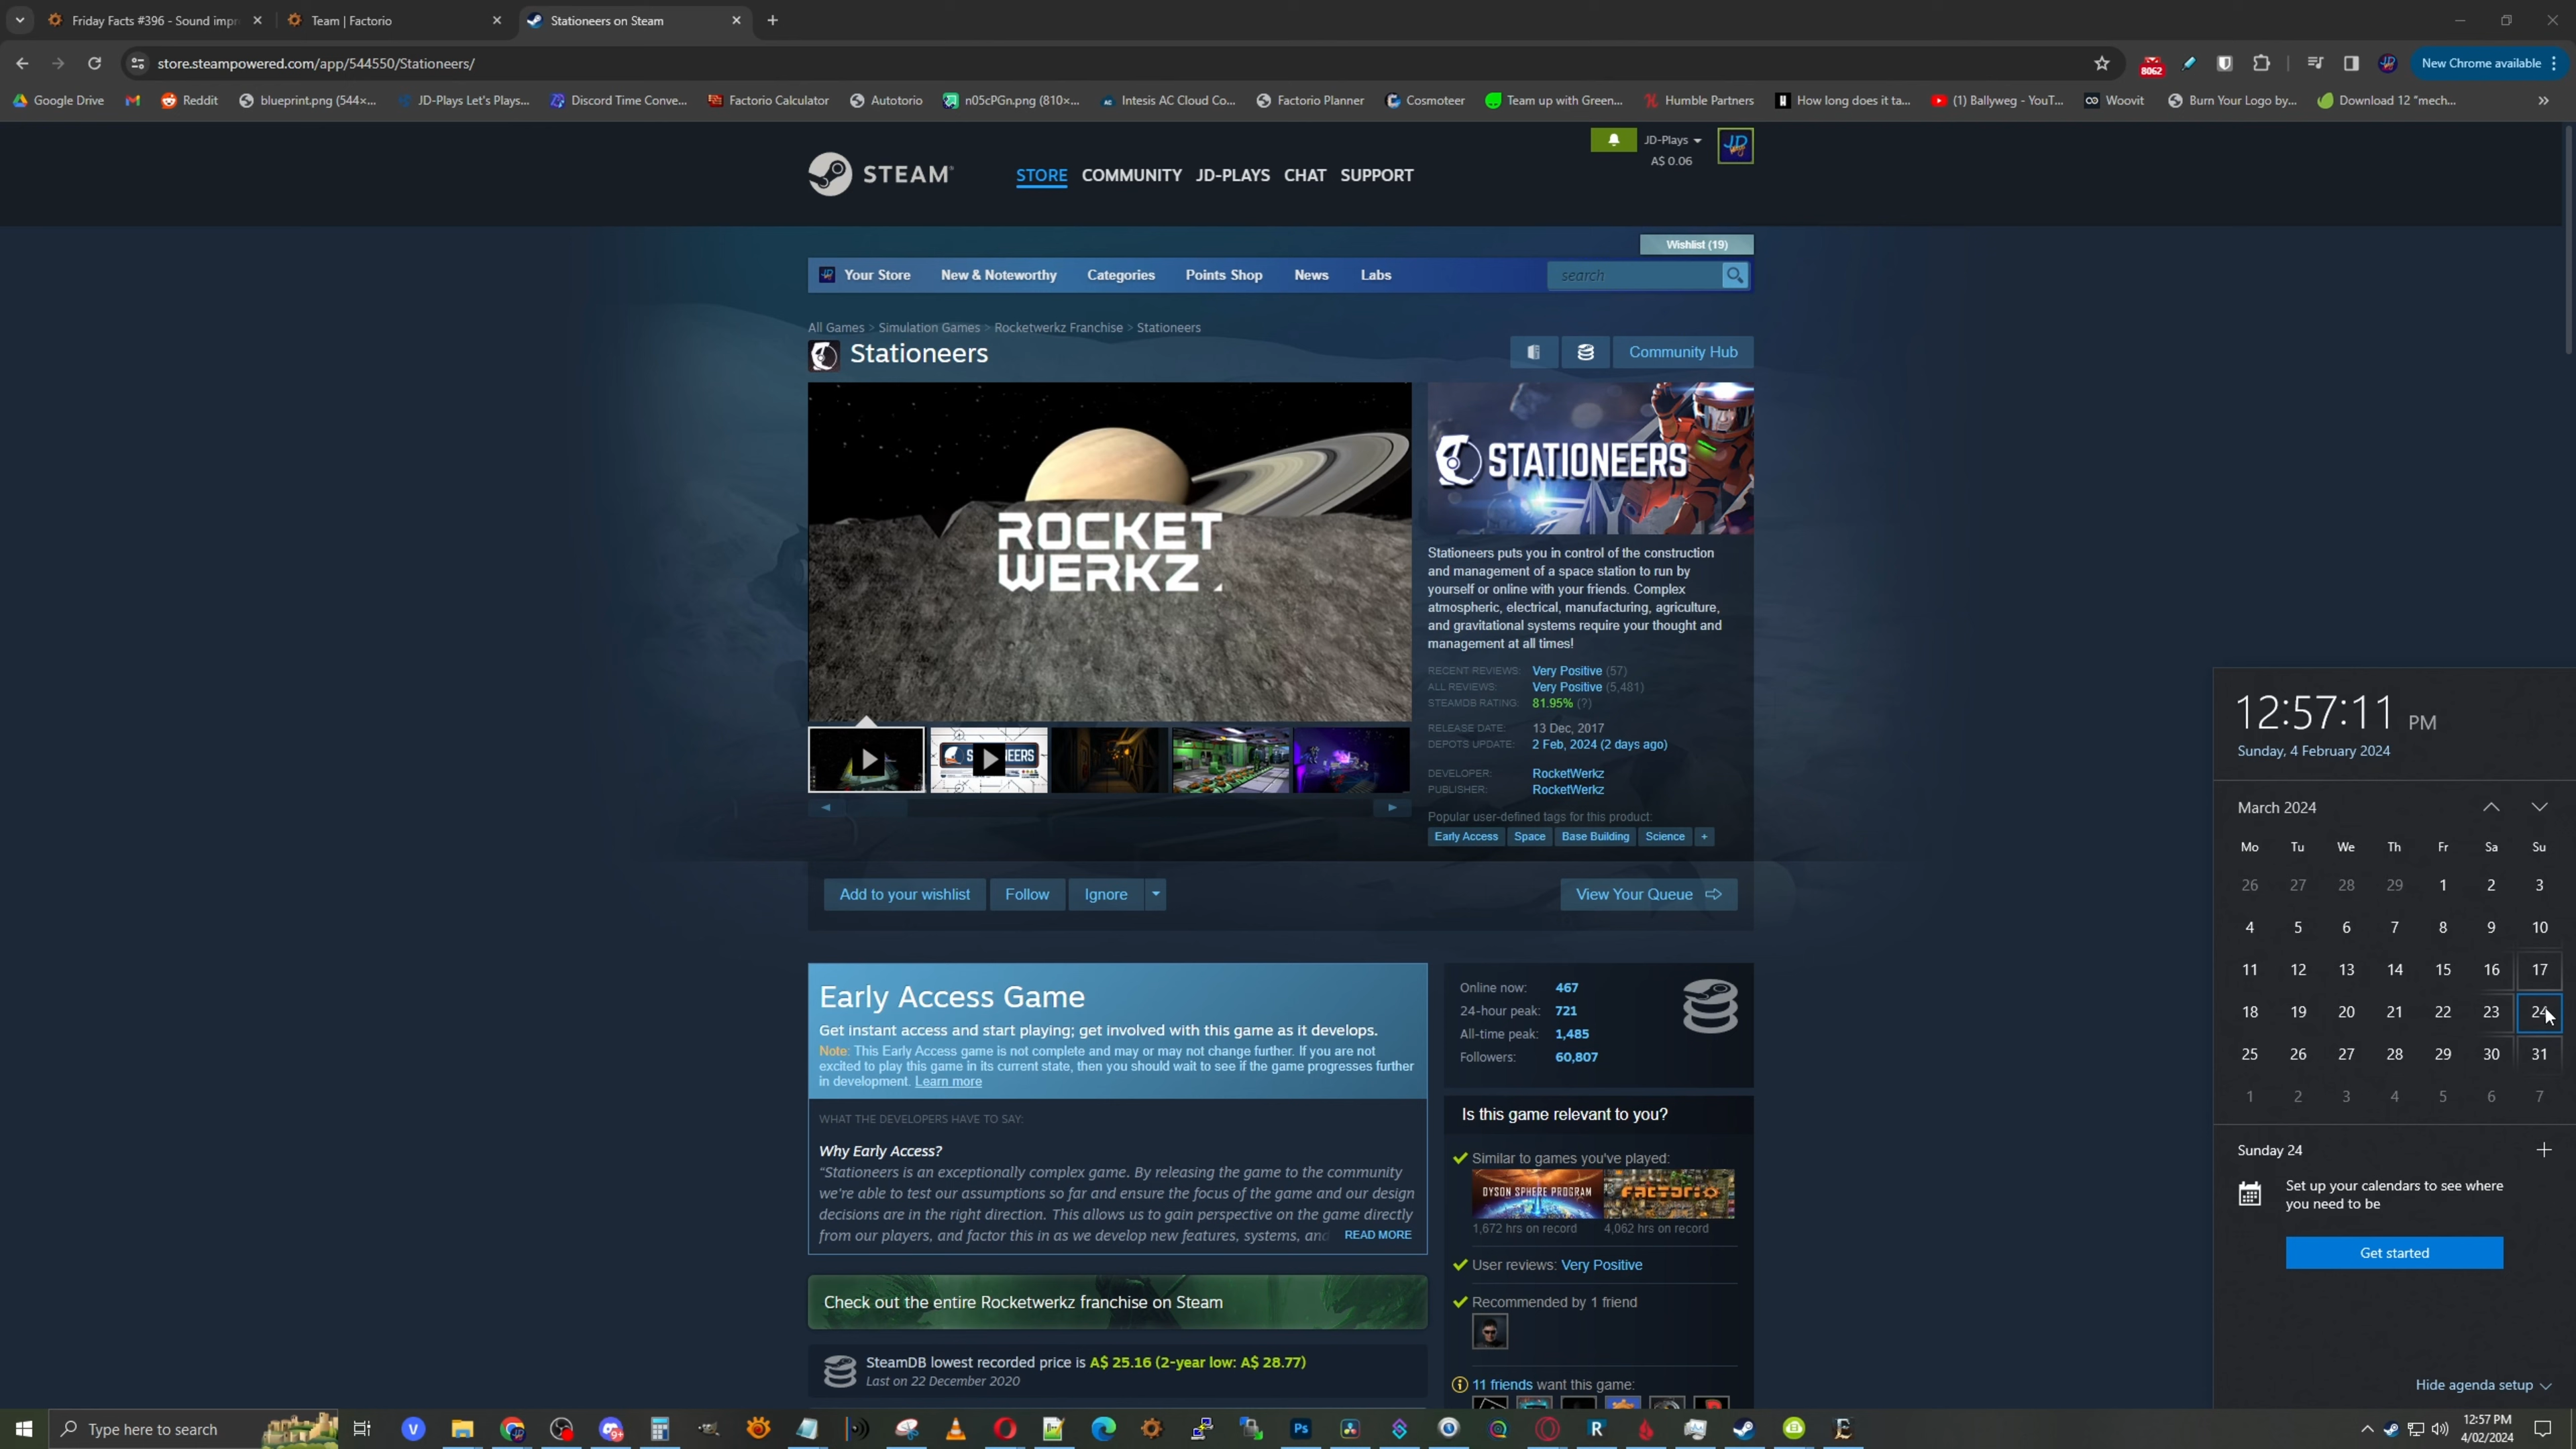 Friday Facts #396 - Sound impr
Team | Factorio
Stationeers on Steam
store.steampowered.com/app/544550/Stationeers/
8062
New Chrome available
Google Drive
Reddit
blueprint.png (544×...
JD-Plays Let's Plays...
Discord Time Conve...
Factorio Calculator
Autotorio
n05cPGn.png (810×...
Intesis AC Cloud Co...
Factorio Planner
Cosmoteer
Team up with Green...
Humble Partners
How long does it ta...
(1) Ballyweg - YouT...
Woovit
Burn Your Logo by...
Download 12 "mech...
JD-Plays
A$ 0.06
STEAM
STORE COMMUNITY JD-PLAYS CHAT SUPPORT
Wishlist (19)
Your Store New & Noteworthy Categories Points Shop News Labs
search
All Games > Simulation Games > Rocketwerkz Franchise > Stationeers
Stationeers
Community Hub
ROCKET
WERKZ
STATIONEERS
Stationeers puts you in control of the construction
and management of a space station to run by
yourself or online with your friends. Complex
atmospheric, electrical, manufacturing, agriculture,
and gravitational systems require your thought and
management at all times!
RECENT REVIEWS: Very Positive (57)
ALL REVIEWS: Very Positive (5,481)
STEAMDB RATING: 81.95% (?)
RELEASE DATE: 13 Dec, 2017
DEPOTS UPDATE: 2 Feb, 2024 (2 days ago)
DEVELOPER: RocketWerkz
PUBLISHER: RocketWerkz
Popular user-defined tags for this product:
Early Access Space Base Building Science +
Add to your wishlist Follow Ignore
View Your Queue
Early Access Game
Get instant access and start playing; get involved with this game as it develops.
Note: This Early Access game is not complete and may or may not change further. If you are not
excited to play this game in its current state, then you should wait to see if the game progresses further
in development. Learn more
WHAT THE DEVELOPERS HAVE TO SAY:
Why Early Access?
"Stationeers is an exceptionally complex game. By releasing the game to the community
we're able to test our assumptions so far and ensure the focus of the game and our design
decisions are in the right direction. This allows us to gain perspective on the game directly
from our players, and factor this in as we develop new features, systems, and READ MORE
Check out the entire Rocketwerkz franchise on Steam
SteamDB lowest recorded price is A$ 25.16 (2-year low: A$ 28.77)
Last on 22 December 2020
Online now: 467
24-hour peak: 721
All-time peak: 1,485
Followers: 60,807
Is this game relevant to you?
Similar to games you've played:
DYSON SPHERE PROGRAM
FACTORIO
1,672 hrs on record 4,062 hrs on record
User reviews: Very Positive
Recommended by 1 friend
11 friends want this game:
12:57:11 PM
Sunday, 4 February 2024
March 2024
Mo Tu We Th Fr Sa Su
26 27 28 29 1 2 3
4 5 6 7 8 9 10
11 12 13 14 15 16 17
18 19 20 21 22 23 24
25 26 27 28 29 30 31
1 2 3 4 5 6 7
Sunday 24
Set up your calendars to see where
you need to be
Get started
Hide agenda setup
Type here to search
12:57 PM
4/02/2024